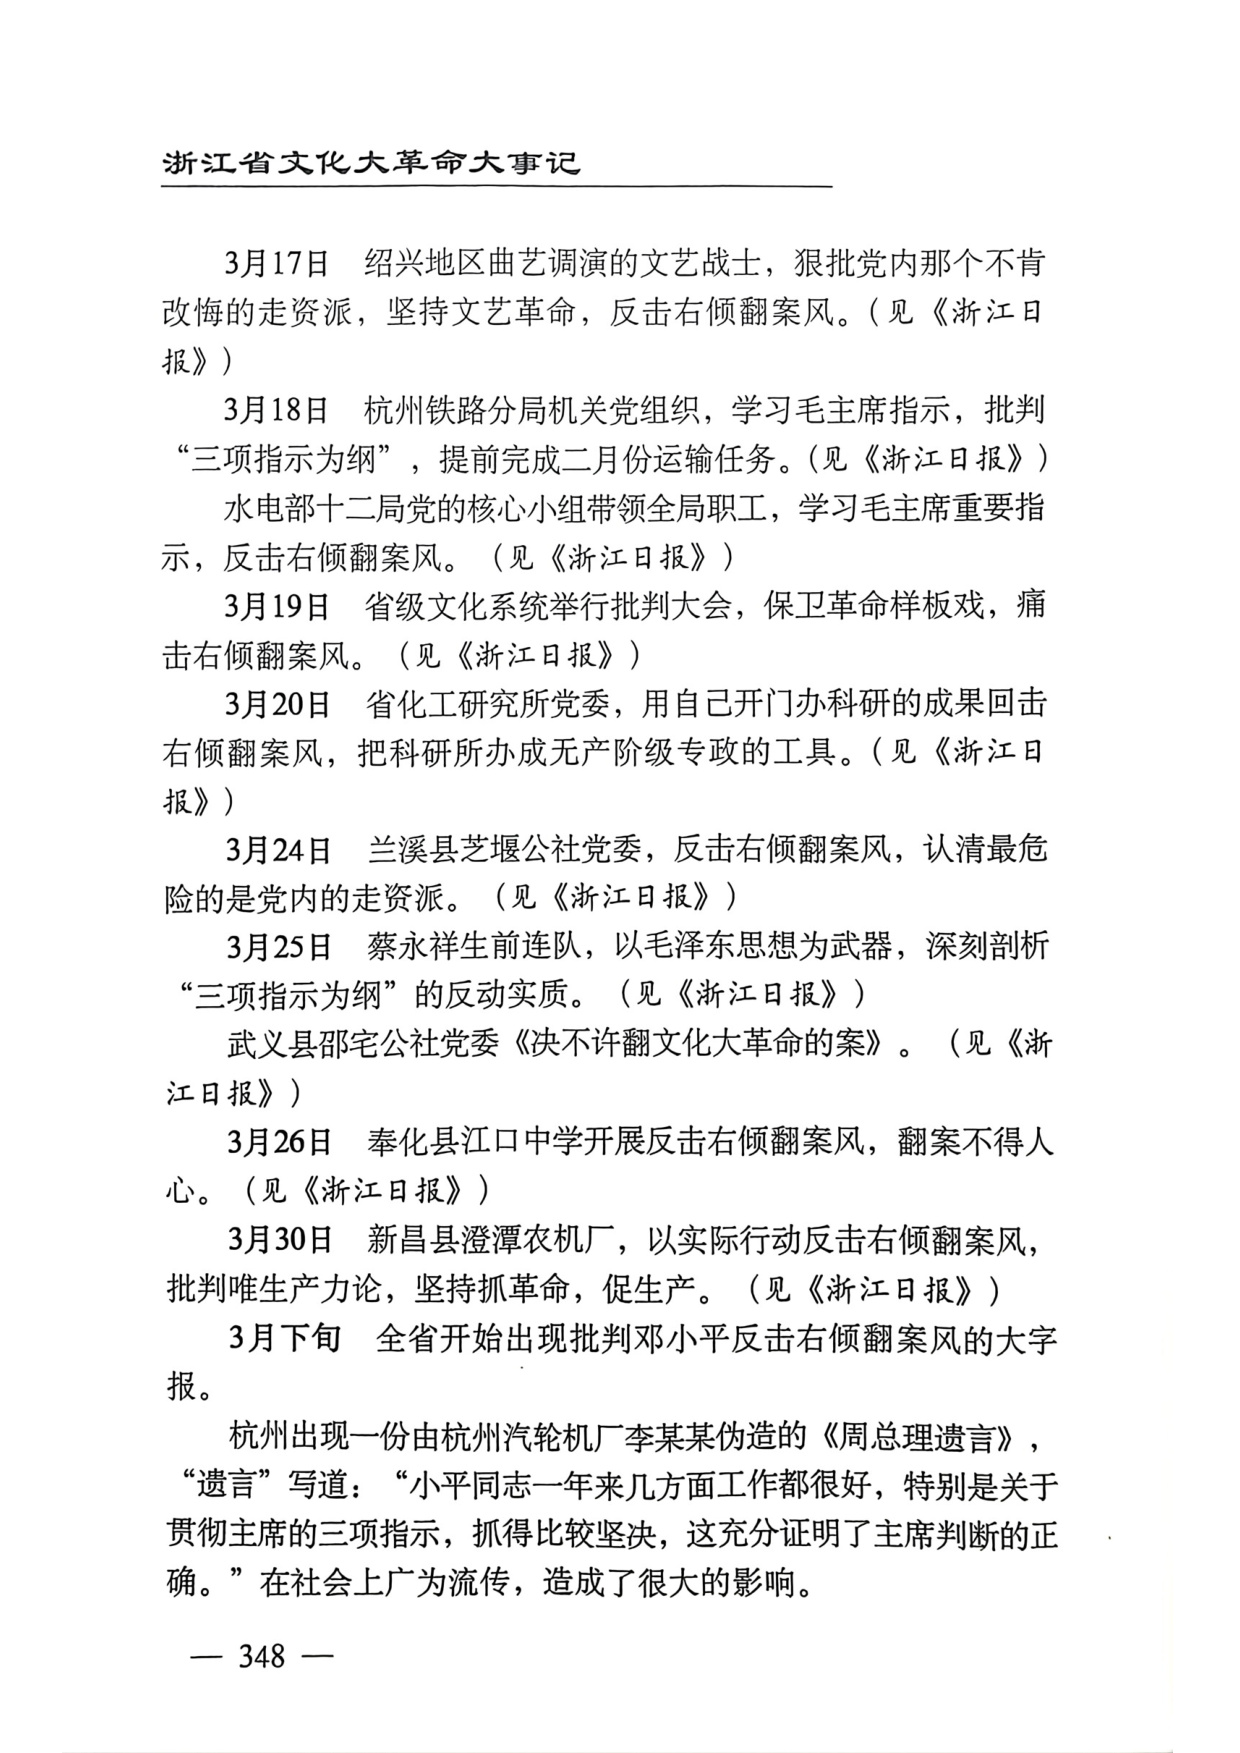 浙江省文化大革命大事记
3月17日　绍兴地区曲艺调演的文艺战士，狠批党内那个不肯
改悔的走资派，坚持文艺革命，反击右倾翻案风。（见《浙江日
报》）
3月18日　杭州铁路分局机关党组织，学习毛主席指示，批判
“三项指示为纲”，提前完成二月份运输任务。（见《浙江日报》）
水电部十二局党的核心小组带领全局职工，学习毛主席重要指
示，反击右倾翻案风。（见《浙江日报》）
3月19日　省级文化系统举行批判大会，保卫革命样板戏，痛
击右倾翻案风。（见《浙江日报》）
3月20日　省化工研究所党委，用自己开门办科研的成果回击
右倾翻案风，把科研所办成无产阶级专政的工具。（见《浙江日
报》）
3月24日　兰溪县芝堰公社党委，反击右倾翻案风，认清最危
险的是党内的走资派。（见《浙江日报》）
3月25日　蔡永祥生前连队，以毛泽东思想为武器，深刻剖析
“三项指示为纲”的反动实质。（见《浙江日报》）
武义县邵宅公社党委《决不许翻文化大革命的案》。（见《浙
江日报》）
3月26日　奉化县江口中学开展反击右倾翻案风，翻案不得人
心。（见《浙江日报》）
3月30日　新昌县澄潭农机厂，以实际行动反击右倾翻案风，
批判唯生产力论，坚持抓革命，促生产。（见《浙江日报》）
3月下旬　全省开始出现批判邓小平反击右倾翻案风的大字
报。
杭州出现一份由杭州汽轮机厂李某某伪造的《周总理遗言》，
“遗言”写道：“小平同志一年来几方面工作都很好，特别是关于
贯彻主席的三项指示，抓得比较坚决，这充分证明了主席判断的正
确。”在社会上广为流传，造成了很大的影响。
— 348 —